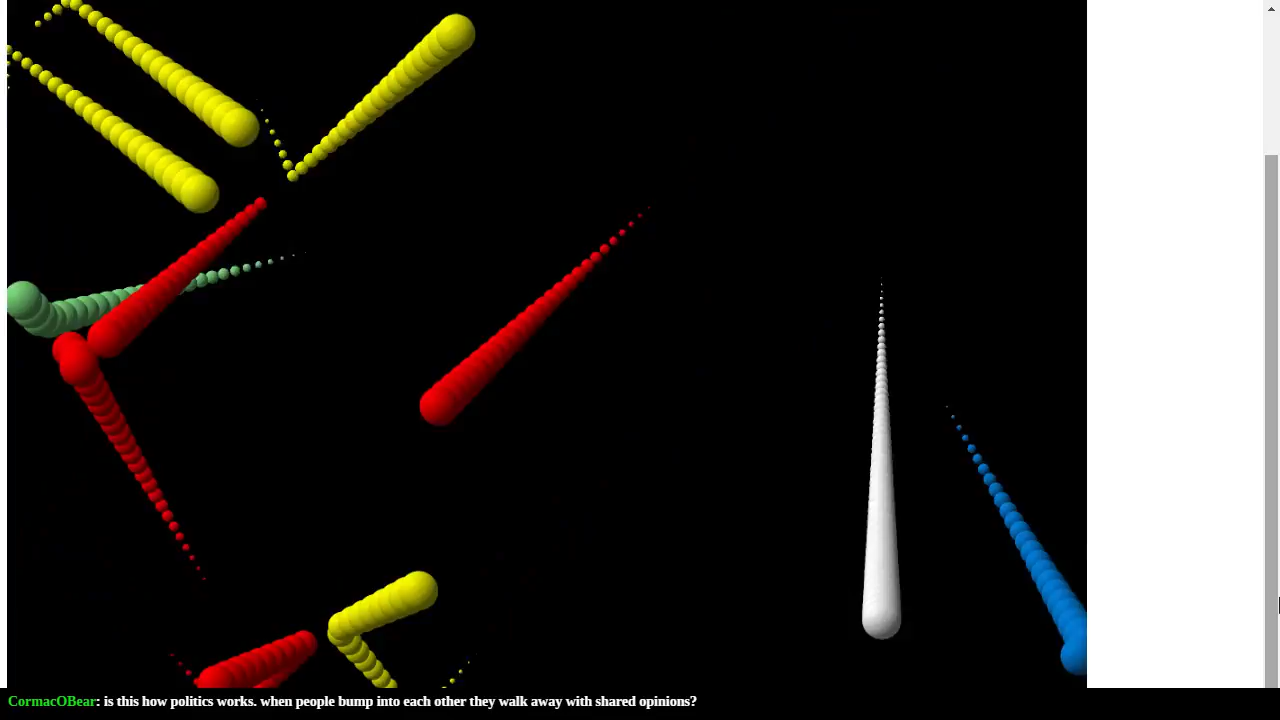 CormacOBear: is this how politics works. when people bump into each other they walk away with shared opinions?